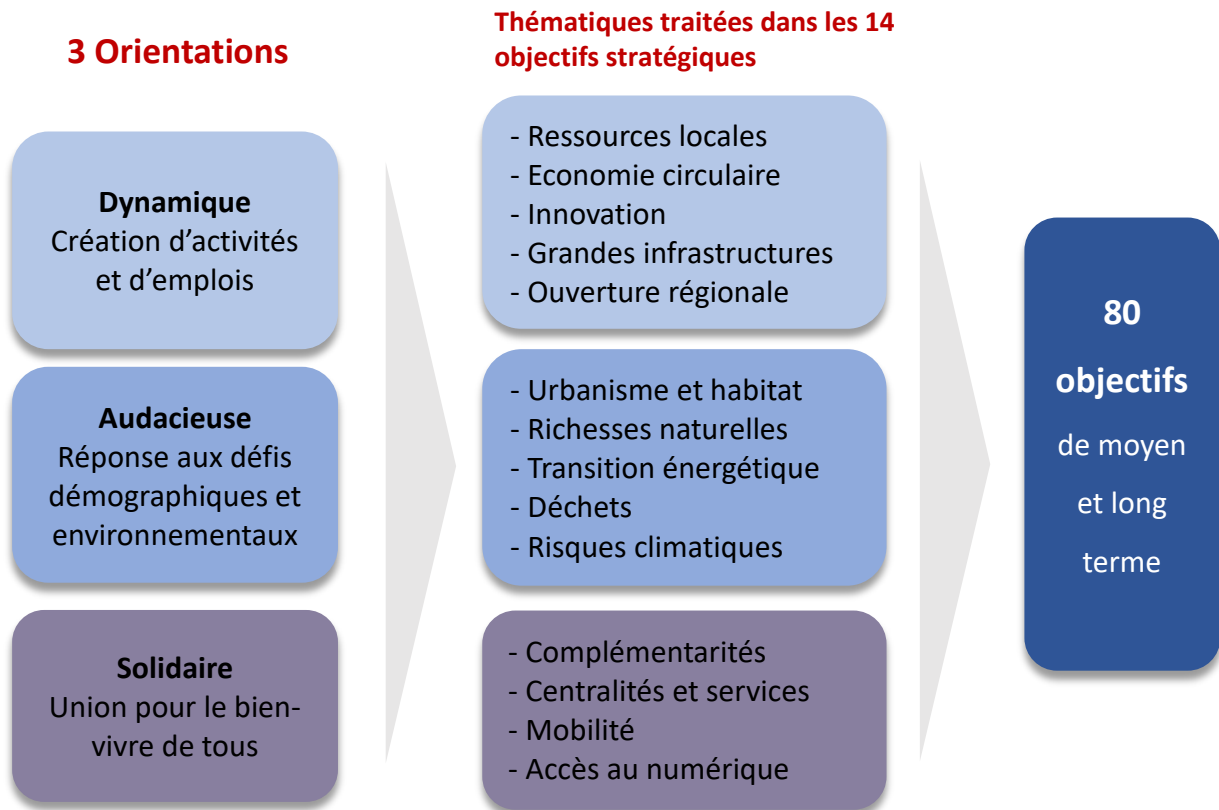 3 Orientations
Thématiques traitées dans les 14
objectifs stratégiques
Dynamique
Création d’activités
et d’emplois
- Ressources locales
- Economie circulaire
- Innovation
- Grandes infrastructures
- Ouverture régionale
Audacieuse
Réponse aux défis
démographiques et
environnementaux
- Urbanisme et habitat
- Richesses naturelles
- Transition énergétique
- Déchets
- Risques climatiques
Solidaire
Union pour le bien-
vivre de tous
- Complémentarités
- Centralités et services
- Mobilité
- Accès au numérique
80
objectifs
de moyen
et long
terme